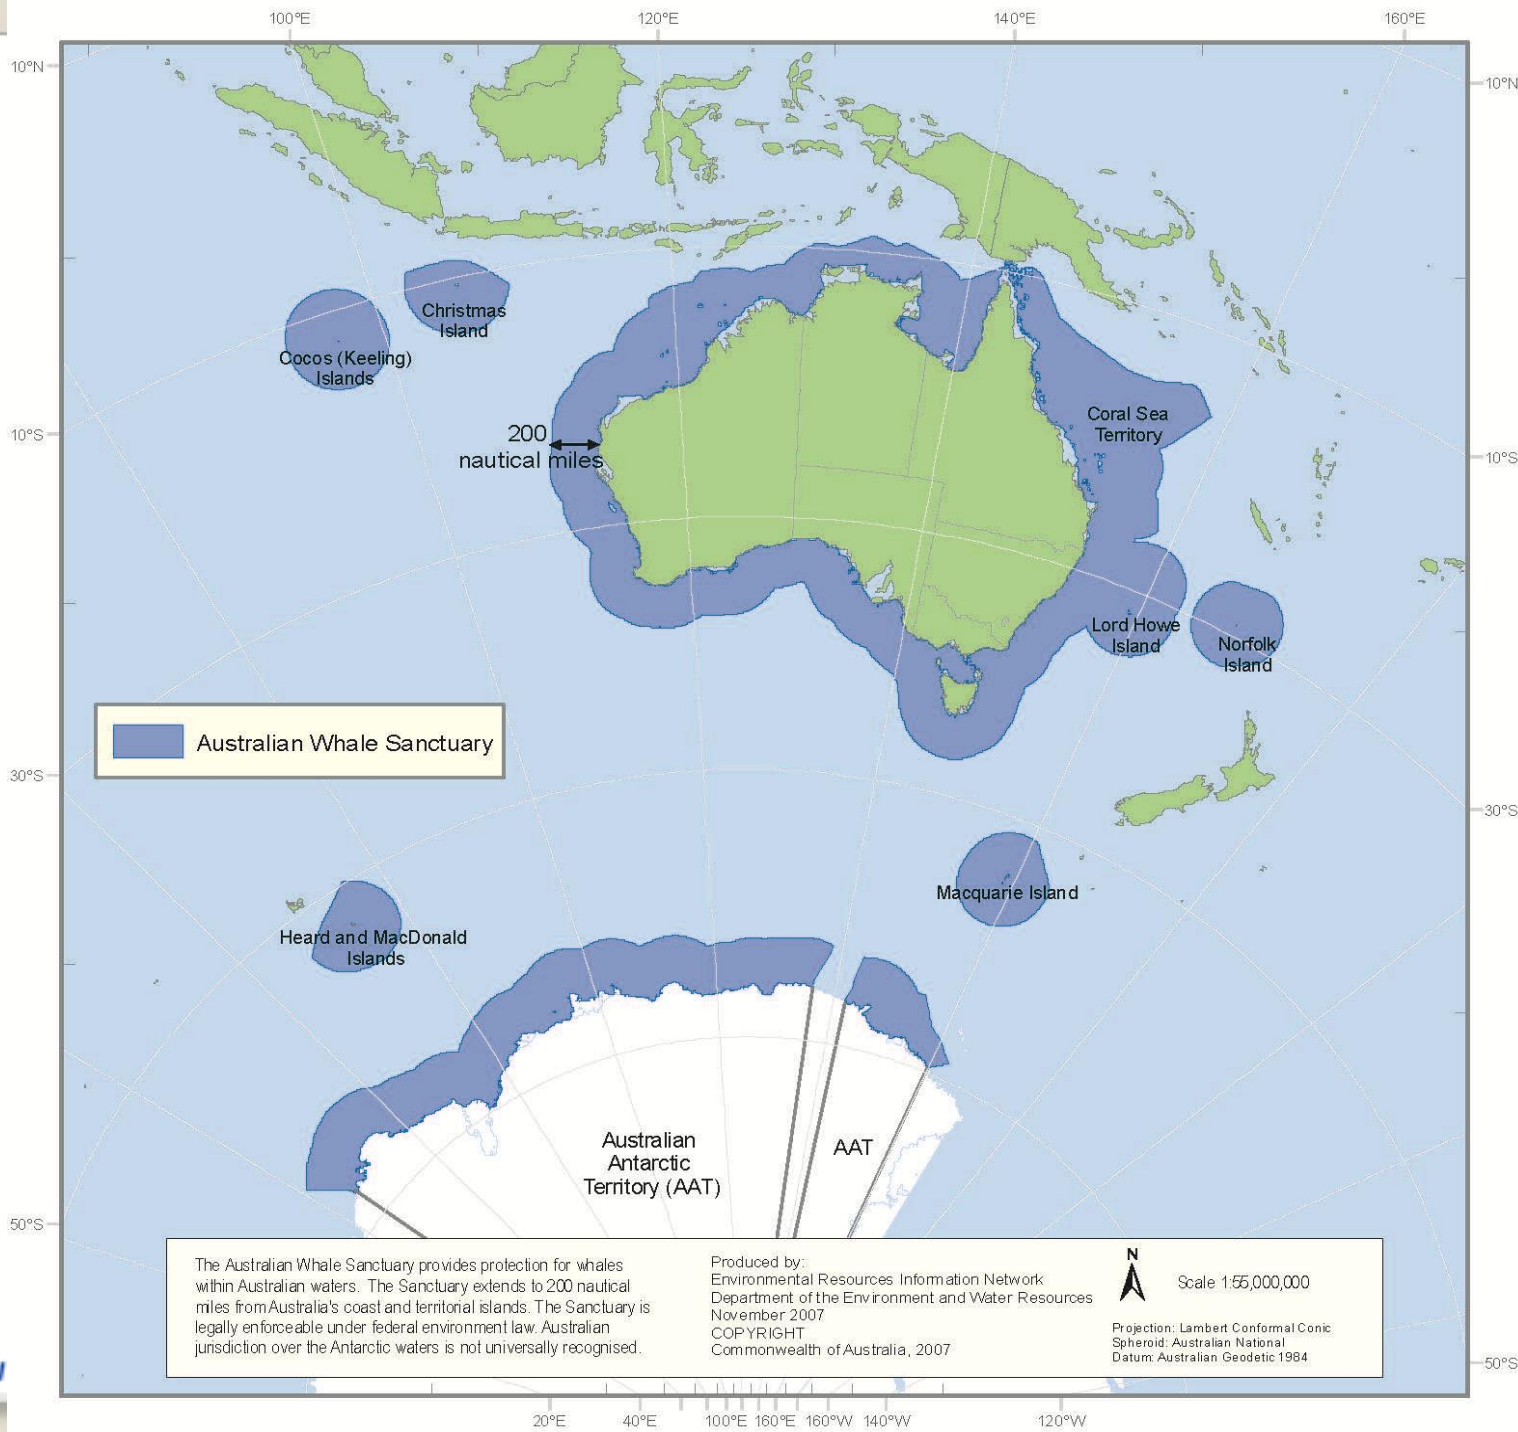 100°E
120°E
140°E
160°E
10°N
10°N
Christmas
Island
Cocos (Keeling)
Islands
Coral Sea
Territory
200
nautical miles
10°S
10°S
Lord Howe
Island
Norfolk
Island
Australian Whale Sanctuary
30°S
30°S
Macquarie Island
Heard and MacDonald
Islands
Australian
Antarctic
Territory (AAT)
AAT
50°S
The Australian Whale Sanctuary provides protection for whales
within Australian waters. The Sanctuary extends to 200 nautical
miles from Australia's coast and territorial islands. The Sanctuary is
legally enforceable under federal environment law. Australian
jurisdiction over the Antarctic waters is not universally recognised.
Produced by:
Environmental Resources Information Network
Department of the Environment and Water Resources
November 2007
COPYRIGHT
Commonwealth of Australia, 2007
N
Scale 1:55,000,000
Projection: Lambert Conformal Conic
Spheroid: Australian National
Datum: Australian Geodetic 1984
50°S
20°E
40°E
100°E
160°E
160°W
140°W
120°W